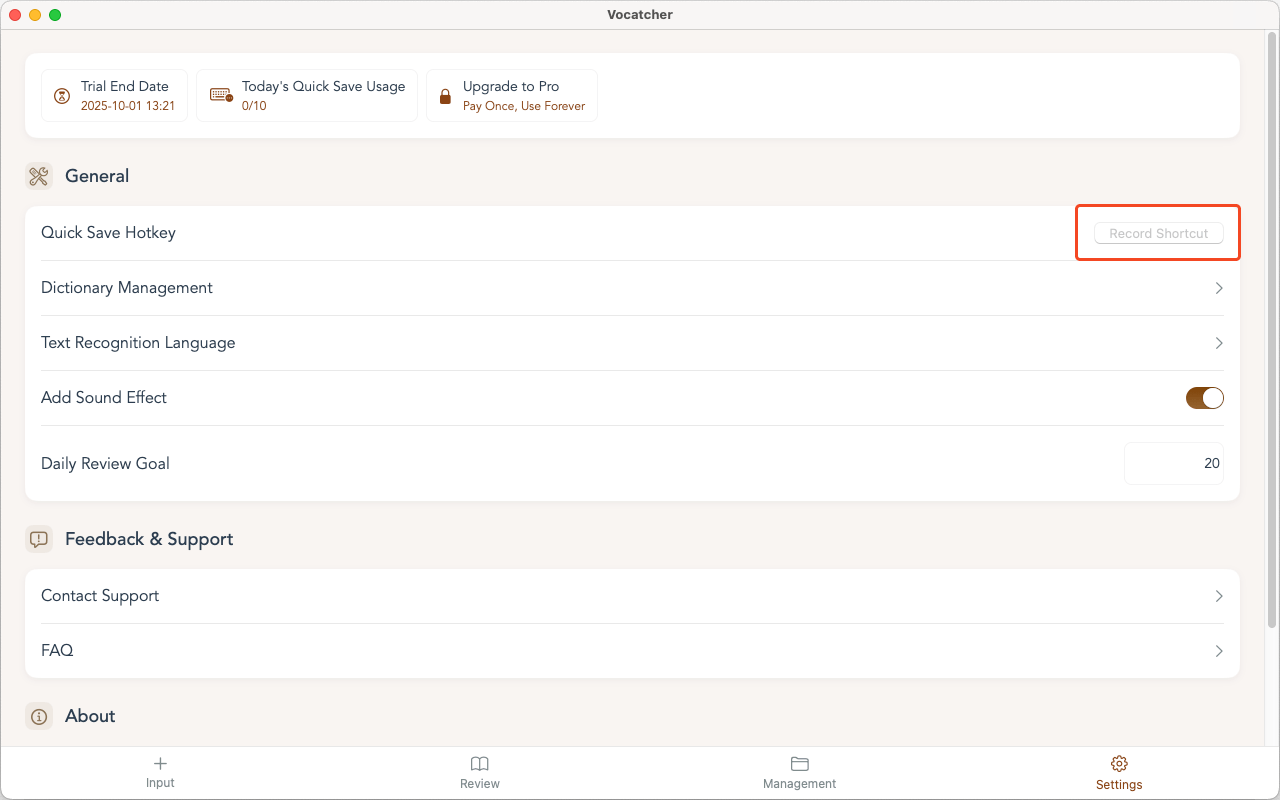 Vocatcher
Trial End Date
2025-10-01 13:21
Today's Quick Save Usage
0/10
Upgrade to Pro
Pay Once, Use Forever
General
Quick Save Hotkey
Record Shortcut
Dictionary Management
Text Recognition Language
Add Sound Effect
Daily Review Goal
20
Feedback & Support
Contact Support
FAQ
About
Input
Review
Management
Settings